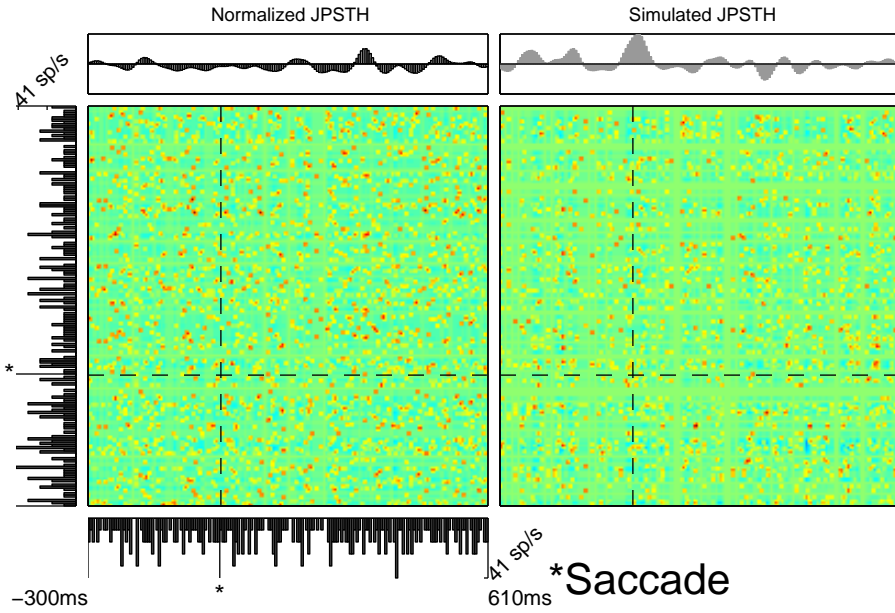 Normalized JPSTH
Simulated JPSTH
41 sp/s
*
41 sp/s
−300ms
*
610ms
*Saccade